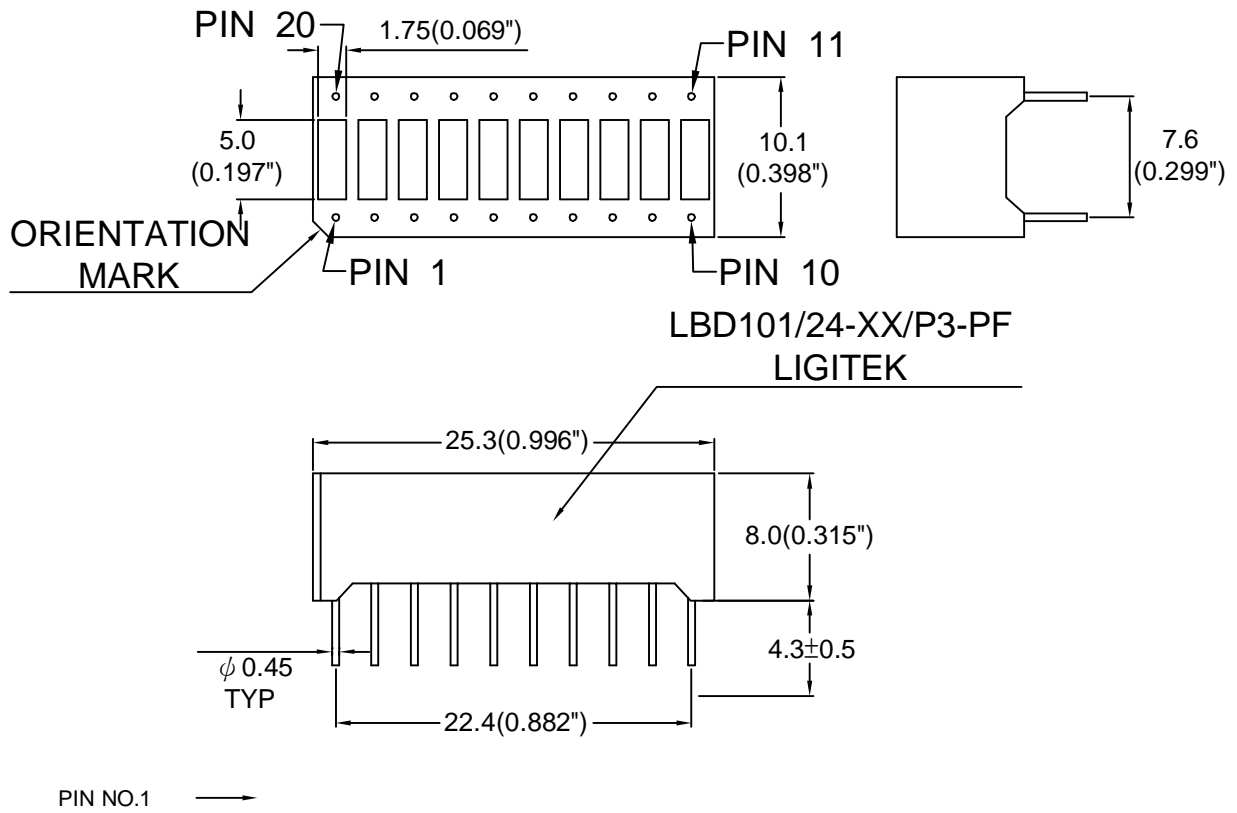 PIN 20
1.75(0.069")
PIN 11
5.0
(0.197")
10.1
(0.398")
7.6
(0.299")
ORIENTATION
MARK
PIN 1
PIN 10
LBD101/24-XX/P3-PF
LIGITEK
25.3(0.996")
8.0(0.315")
4.3±0.5
ϕ 0.45
TYP
22.4(0.882")
PIN NO.1